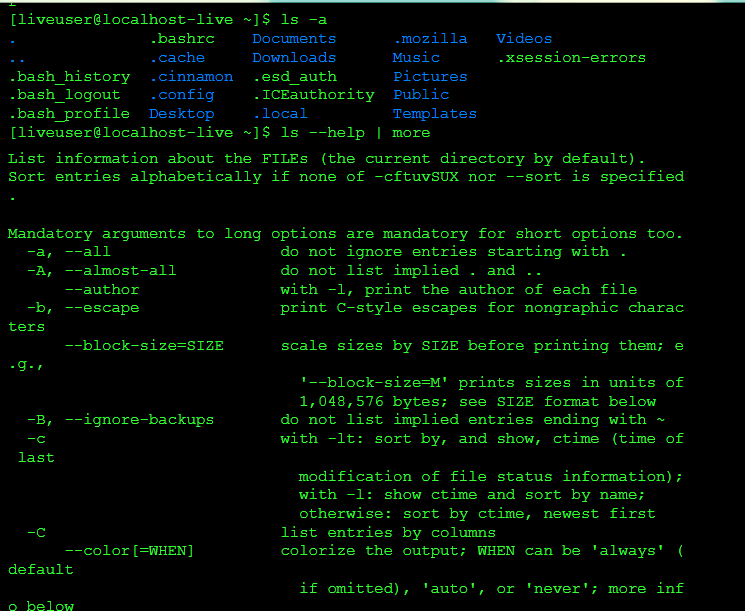 [liveuser@localhost-live ~]$ ls -a
.              .bashrc    Documents     .mozilla   Videos
..             .cache     Downloads     Music      .xsession-errors
.bash_history  .cinnamon  .esd_auth     Pictures
.bash_logout   .config    .ICEauthority  Public
.bash_profile  Desktop    .local        Templates
[liveuser@localhost-live ~]$ ls --help | more
List information about the FILEs (the current directory by default).
Sort entries alphabetically if none of -cftuvSUX nor --sort is specified
.
Mandatory arguments to long options are mandatory for short options too.
  -a, --all                  do not ignore entries starting with .
  -A, --almost-all           do not list implied . and ..
      --author               with -l, print the author of each file
  -b, --escape               print C-style escapes for nongraphic charac
ters
      --block-size=SIZE      scale sizes by SIZE before printing them; e
.g.,
                               '--block-size=M' prints sizes in units of
                               1,048,576 bytes; see SIZE format below
  -B, --ignore-backups       do not list implied entries ending with ~
  -c                         with -lt: sort by, and show, ctime (time of
 last
                               modification of file status information);
                               with -l: show ctime and sort by name;
                               otherwise: sort by ctime, newest first
  -C                         list entries by columns
      --color[=WHEN]         colorize the output; WHEN can be 'always' (
default
                               if omitted), 'auto', or 'never'; more inf
o below